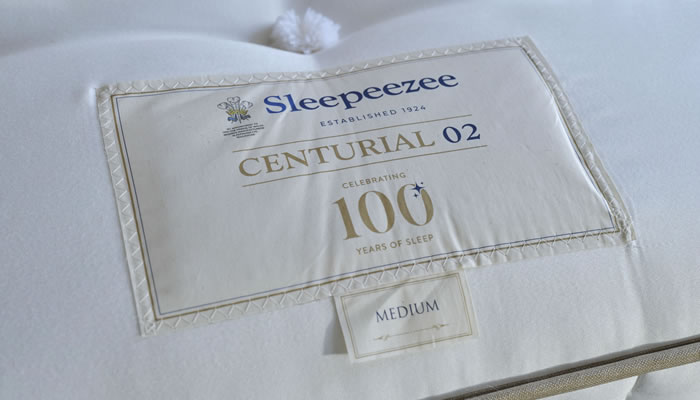 Sleepeezee
ESTABLISHED 1924
CENTURIAL 02
CELEBRATING
100
YEARS OF SLEEP
MEDIUM